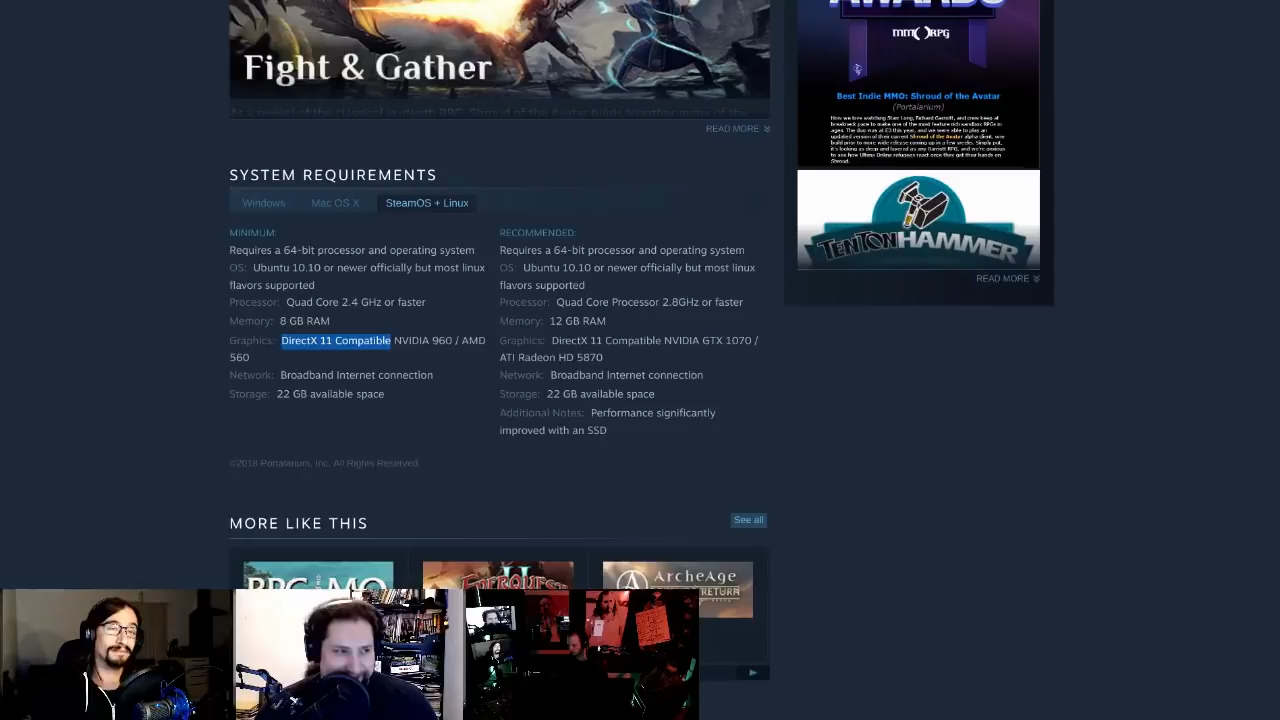 Fight & Gather
READ MORE
SYSTEM REQUIREMENTS
Windows
Mac OS X
SteamOS + Linux
MINIMUM:
Requires a 64-bit processor and operating system
OS: Ubuntu 10.10 or newer officially but most linux
flavors supported
Processor: Quad Core 2.4 GHz or faster
Memory: 8 GB RAM
Graphics: DirectX 11 Compatible NVIDIA 960 / AMD
560
Network: Broadband Internet connection
Storage: 22 GB available space
RECOMMENDED:
Requires a 64-bit processor and operating system
OS: Ubuntu 10.10 or newer officially but most linux
flavors supported
Processor: Quad Core Processor 2.8GHz or faster
Memory: 12 GB RAM
Graphics: DirectX 11 Compatible NVIDIA GTX 1070 /
ATI Radeon HD 5870
Network: Broadband Internet connection
Storage: 22 GB available space
Additional Notes: Performance significantly
improved with an SSD
©2018 Portalarium, Inc. All Rights Reserved.
MORE LIKE THIS
See all
RPG MO
EVERQUEST II
ArcheAge
RETURN
AWARDS
MMORPG
Best Indie MMO: Shroud of the Avatar
(Portalarium)
TENTONHAMMER
READ MORE